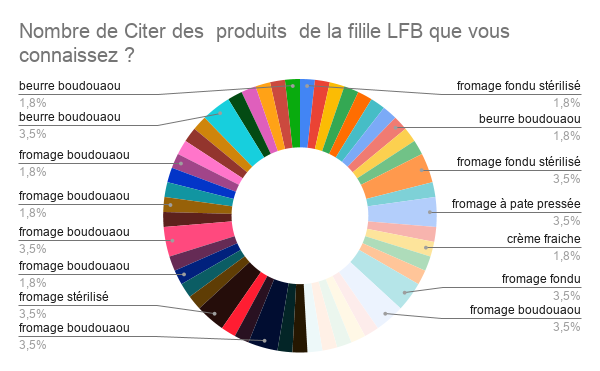 Nombre de Citer des  produits  de la filile LFB que vous
connaissez ?
beurre boudouaou
1,8%
beurre boudouaou
3,5%
fromage boudouaou
1,8%
fromage boudouaou
1,8%
fromage boudouaou
3,5%
fromage boudouaou
1,8%
fromage stérilisé
3,5%
fromage boudouaou
3,5%
fromage fondu stérilisé
1,8%
beurre boudouaou
1,8%
fromage fondu stérilisé
3,5%
fromage à pate pressée
3,5%
crème fraiche
1,8%
fromage fondu
3,5%
fromage boudouaou
3,5%